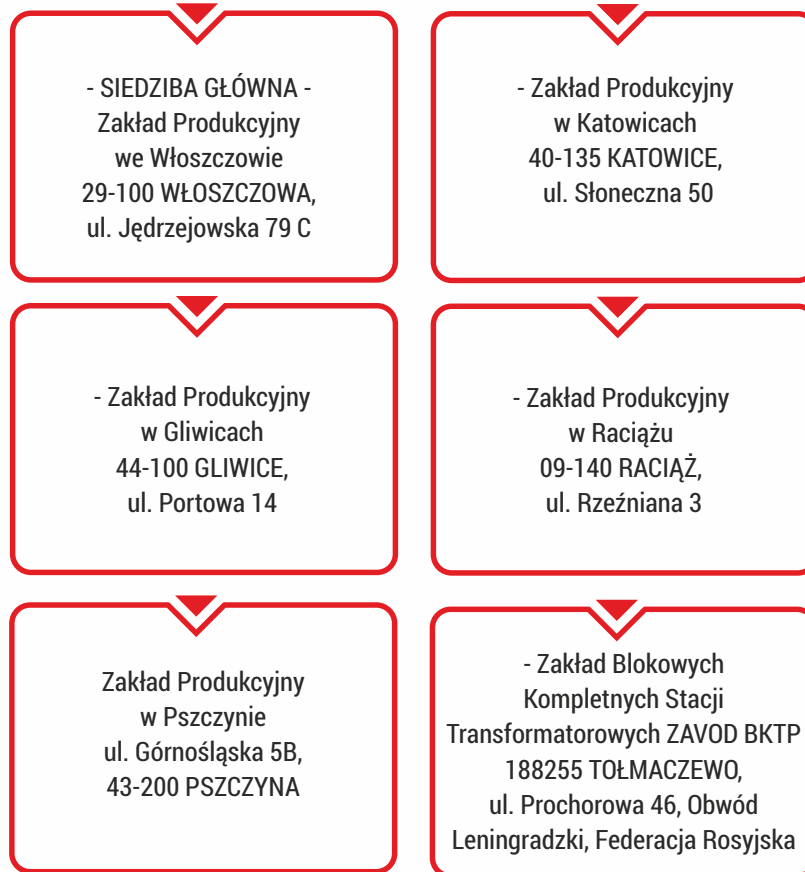 - SIEDZIBA GŁÓWNA -
Zakład Produkcyjny
we Włoszczowie
29-100 WŁOSZCZOWA,
ul. Jędrzejowska 79 C
- Zakład Produkcyjny
w Katowicach
40-135 KATOWICE,
ul. Słoneczna 50
- Zakład Produkcyjny
w Gliwicach
44-100 GLIWICE,
ul. Portowa 14
- Zakład Produkcyjny
w Raciążu
09-140 RACIĄŻ,
ul. Rzeźniana 3
Zakład Produkcyjny
w Pszczynie
ul. Górnośląska 5B,
43-200 PSZCZYNA
- Zakład Blokowych
Kompletnych Stacji
Transformatorowych ZAVOD BKTP
188255 TOŁMACZEWO,
ul. Prochorowa 46, Obwód
Leningradzki, Federacja Rosyjska